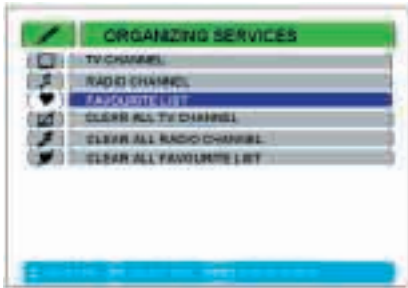 ORGANIZING SERVICES
TV CHANNEL
RADIO CHANNEL
FAVOURITE LIST
CLEAR ALL TV CHANNEL
CLEAR ALL RADIO CHANNEL
CLEAR ALL FAVOURITE LIST